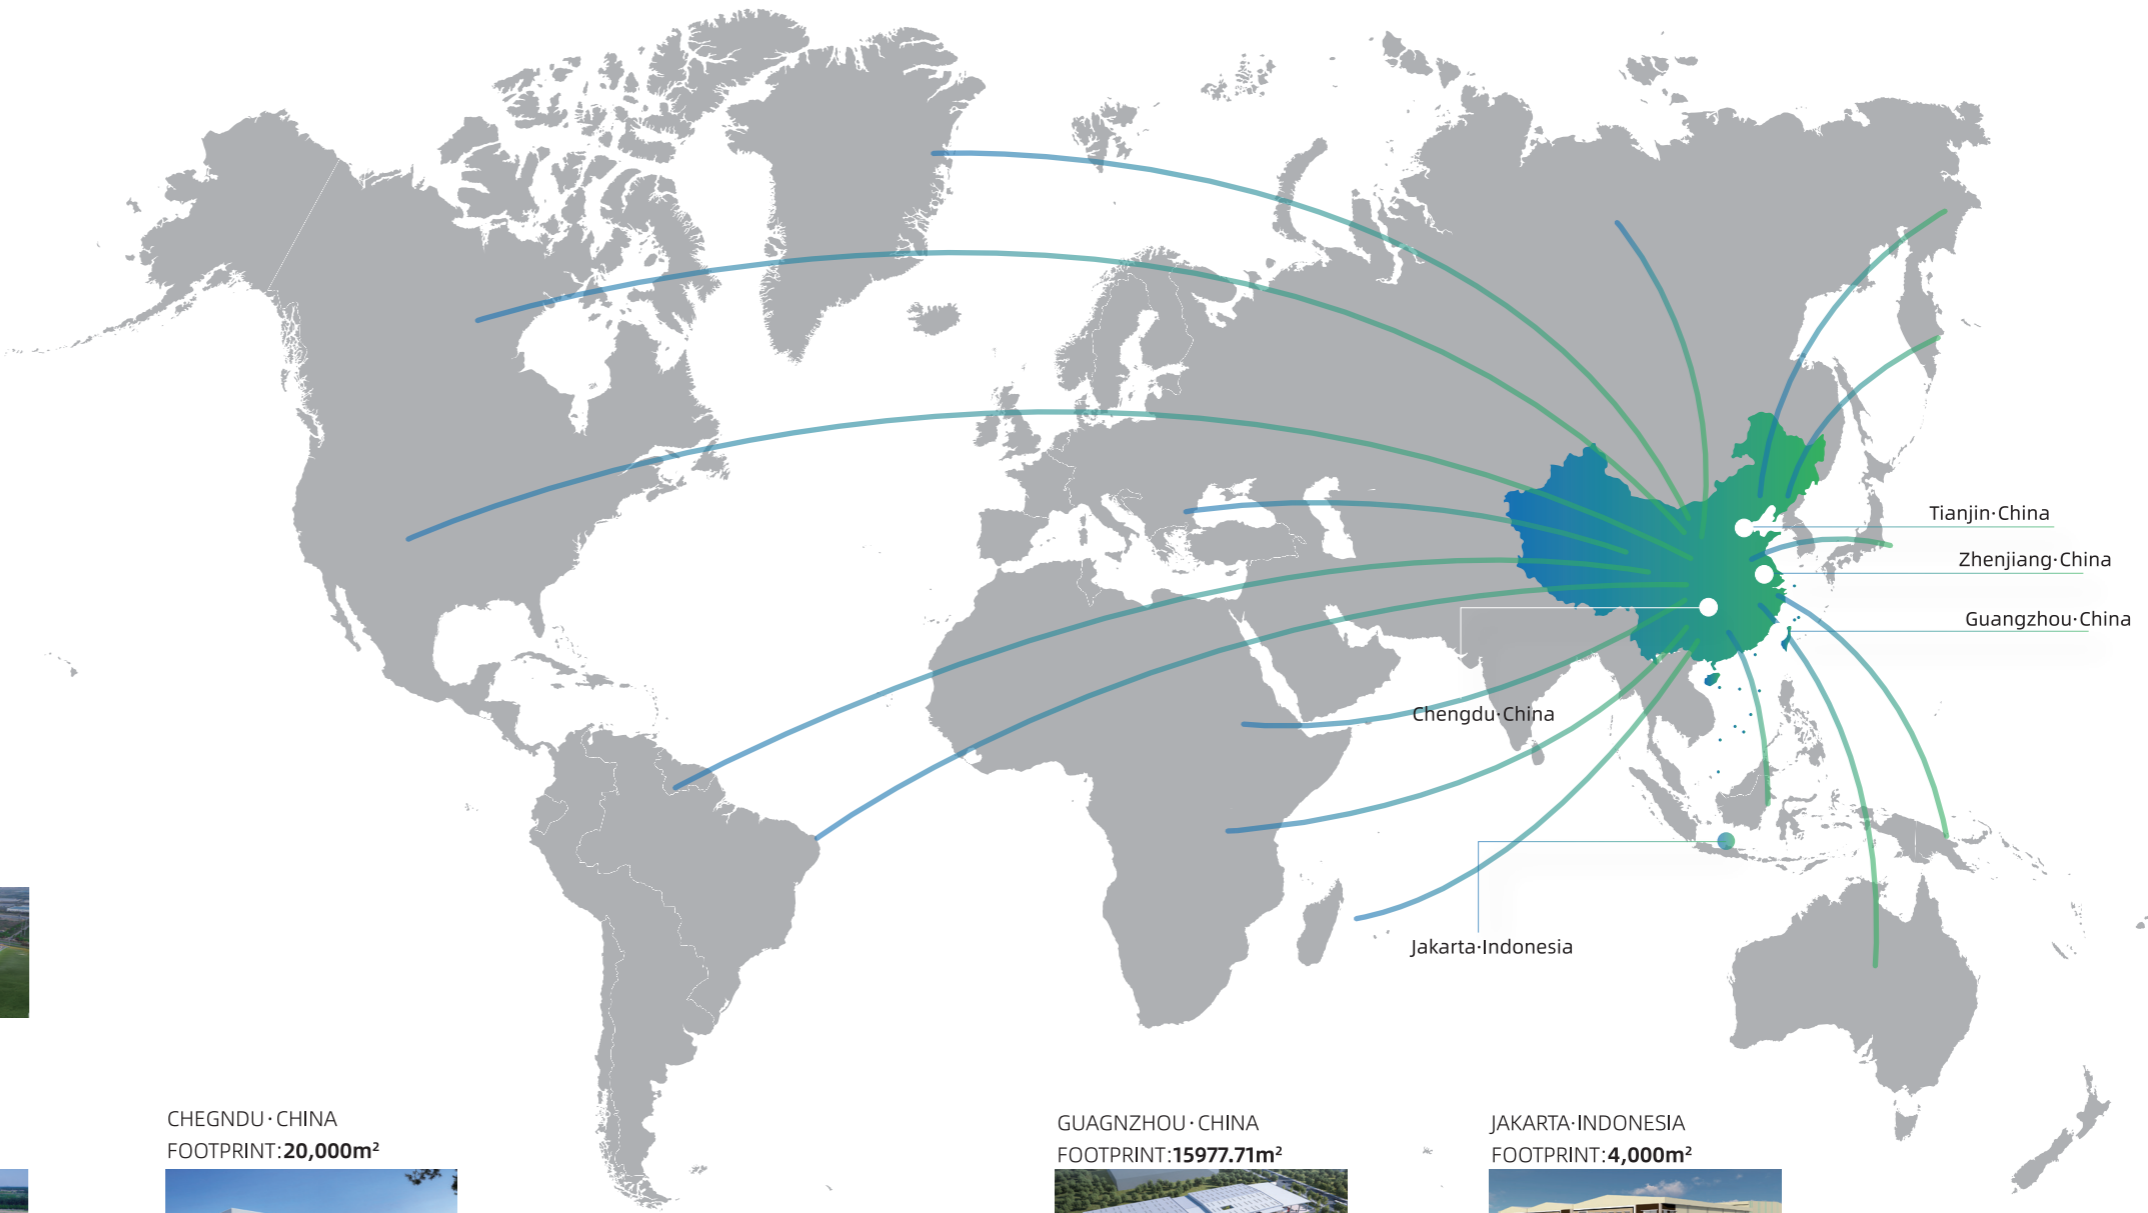 Tianjin·China
Zhenjiang·China
Guangzhou·China
Chengdu·China
Jakarta·Indonesia
CHEGNDU·CHINA
FOOTPRINT:20,000m²
GUAGNZHOU·CHINA
FOOTPRINT:15977.71m²
JAKARTA·INDONESIA
FOOTPRINT:4,000m²